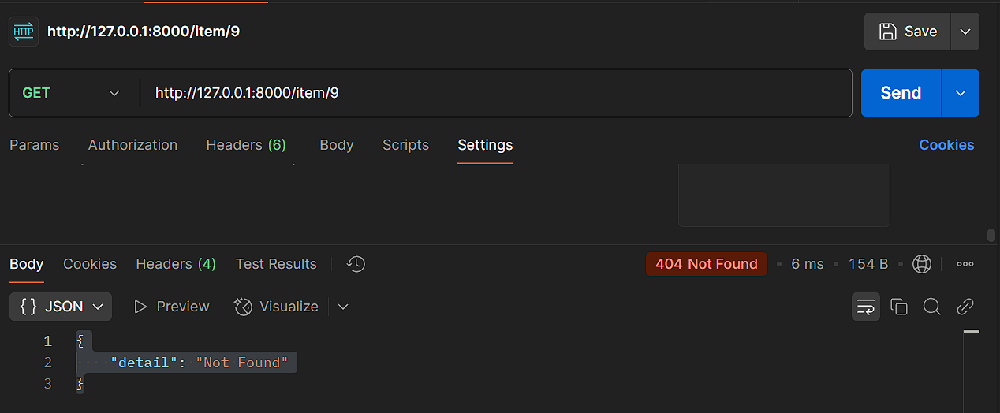 HTTP http://127.0.0.1:8000/item/9 Save
GET http://127.0.0.1:8000/item/9 Send
Params Authorization Headers (6) Body Scripts Settings Cookies
Body Cookies Headers (4) Test Results 404 Not Found • 6 ms • 154 B •
{} JSON Preview Visualize
1 {
2 "detail": "Not Found"
3 }